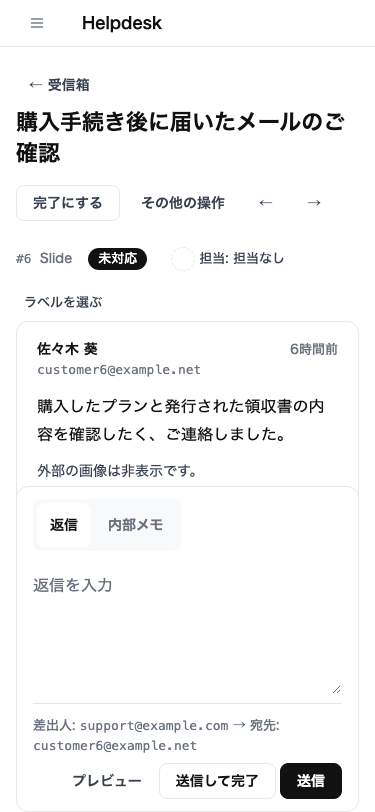 Helpdesk
← 受信箱
購入手続き後に届いたメールのご
確認
完了にする その他の操作 ← →
#6 Slide 未対応 担当: 担当なし
ラベルを選ぶ
佐々木 葵 6時間前
customer6@example.net
購入したプランと発行された領収書の内
容を確認したく、ご連絡しました。
外部の画像は非表示です。
返信 内部メモ
返信を入力
差出人: support@example.com → 宛先:
customer6@example.net
プレビュー 送信して完了 送信